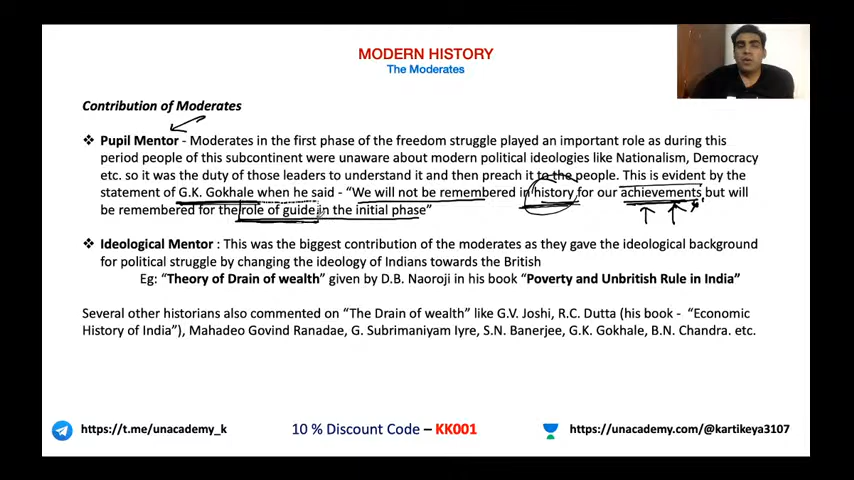 MODERN HISTORY
The Moderates
Contribution of Moderates
❖ Pupil Mentor - Moderates in the first phase of the freedom struggle played an important role as during this
period people of this subcontinent were unaware about modern political ideologies like Nationalism, Democracy
etc. so it was the duty of those leaders to understand it and then preach it to the people. This is evident by the
statement of G.K. Gokhale when he said - “We will not be remembered in history for our achievements but will
be remembered for the role of guide in the initial phase”
❖ Ideological Mentor : This was the biggest contribution of the moderates as they gave the ideological background
for political struggle by changing the ideology of Indians towards the British
Eg: “Theory of Drain of wealth” given by D.B. Naoroji in his book “Poverty and Unbritish Rule in India”
Several other historians also commented on “The Drain of wealth” like G.V. Joshi, R.C. Dutta (his book - “Economic
History of India”), Mahadeo Govind Ranadae, G. Subrimaniyam Iyre, S.N. Banerjee, G.K. Gokhale, B.N. Chandra. etc.
https://t.me/unacademy_k
10 % Discount Code – KK001
https://unacademy.com/@kartikeya3107